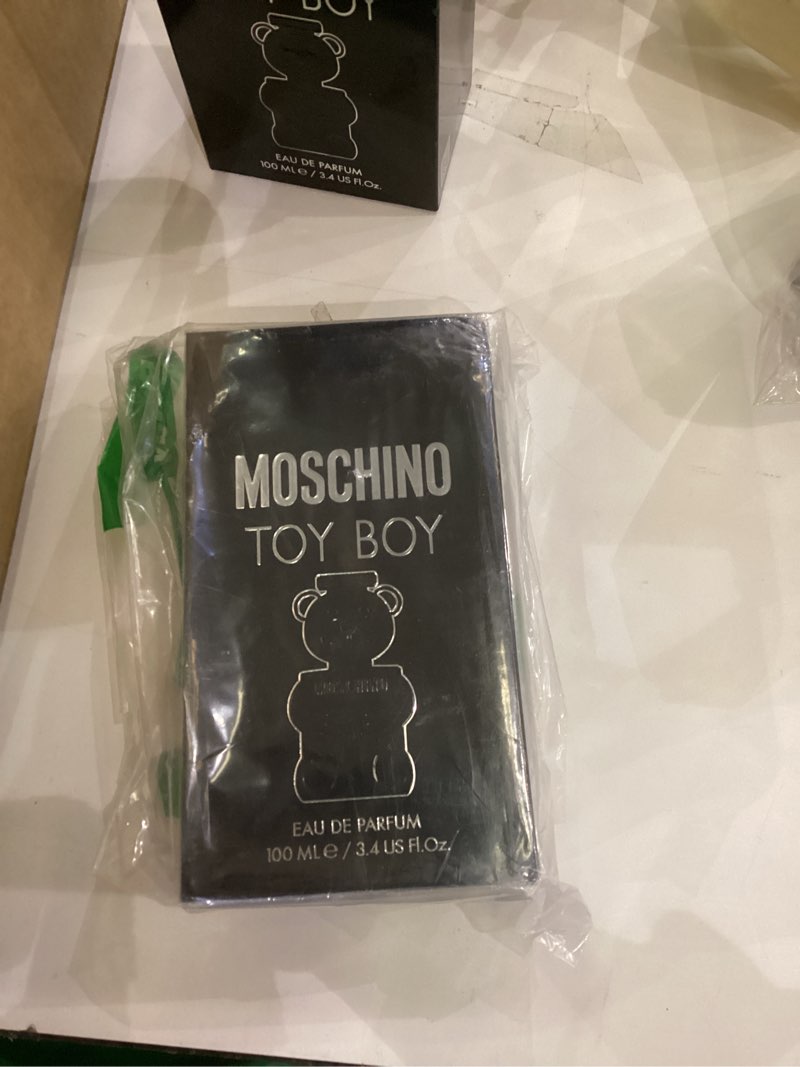 Y BOY
EAU DE PARFUM
100 ML ℮ / 3.4 US Fl.Oz.
MOSCHINO
TOY BOY
MOSCHINO
EAU DE PARFUM
100 ML ℮ / 3.4 US Fl.Oz.